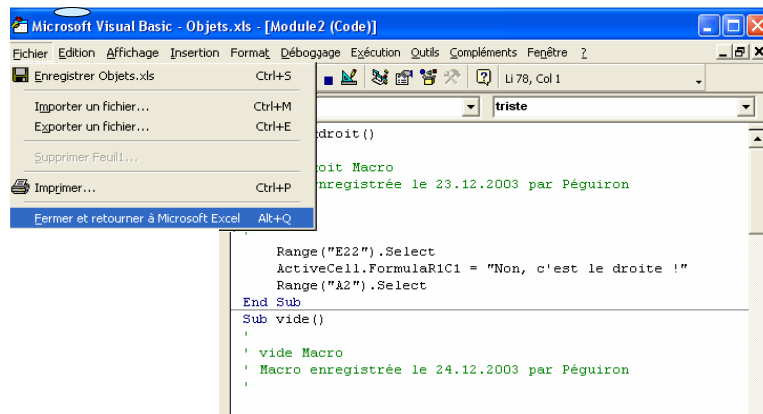 Microsoft Visual Basic - Objets.xls - [Module2 (Code)]
Fichier Edition Affichage Insertion Format Débogage Exécution Outils Compléments Fenêtre ?
Enregistrer Objets.xls Ctrl+S
Li 78, Col 1
Importer un fichier... Ctrl+M
triste
Exporter un fichier... Ctrl+E
droit()
Supprimer Feuil1...
oit Macro
Imprimer... Ctrl+P
nregistrée le 23.12.2003 par Péguiron
Fermer et retourner à Microsoft Excel Alt+Q
'
Range("E22").Select
ActiveCell.FormulaR1C1 = "Non, c'est le droite !"
Range("A2").Select
End Sub
Sub vide()
'
' vide Macro
' Macro enregistrée le 24.12.2003 par Péguiron
'